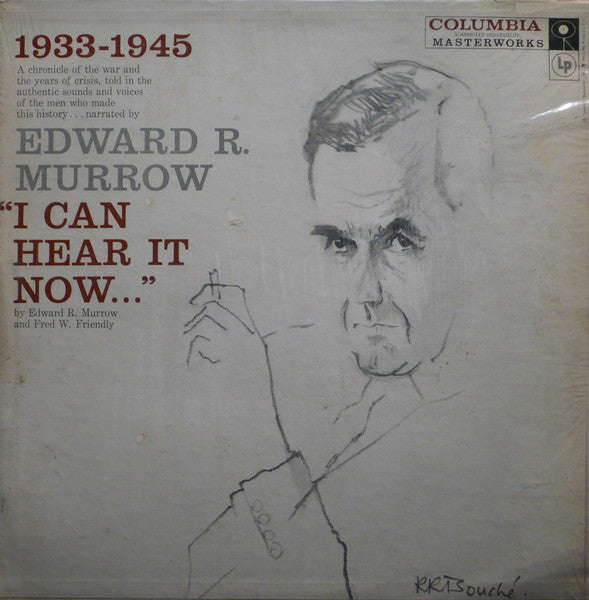 1933-1945
A chronicle of the war and
the years of crisis, told in the
authentic sounds and voices
of the men who made
this history... narrated by
EDWARD R.
MURROW
"I CAN
HEAR IT
NOW..."
by Edward R. Murrow
and Fred W. Friendly
COLUMBIA
GUARANTEED HIGH-FIDELITY
MASTERWORKS
Lp
RRBouché.